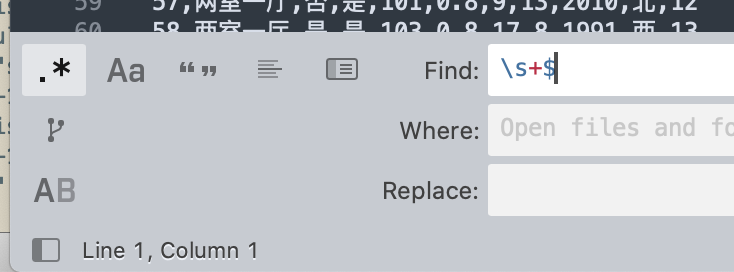 59 57,两室一厅,否,是,101,0.8,9,13,2010,北,12
60 58,两室一厅,是,是,103,0.8,17,8,1991,西,13
.* Aa “ ” Find: \s+$
Where: Open files and fo
AB Replace:
Line 1, Column 1